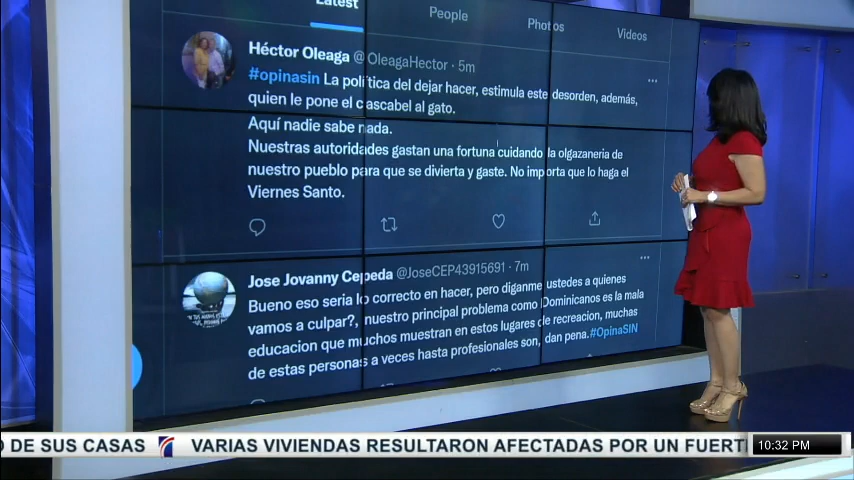 Latest People Photos Videos
Héctor Oleaga @OleagaHector · 5m
#opinasin La política del dejar hacer, estimula este desorden, además,
quien le pone el cascabel al gato.
Aquí nadie sabe nada.
Nuestras autoridades gastan una fortuna cuidando la olgazaneria de
nuestro pueblo para que se divierta y gaste. No importa que lo haga el
Viernes Santo.
Jose Jovanny Cepeda @JoseCEP43915691 · 7m
Bueno eso seria lo correcto en hacer, pero diganme ustedes a quienes
vamos a culpar?, nuestro principal problema como Dominicanos es la mala
educacion que muchos muestran en estos lugares de recreacion, muchas
de estas personas a veces hasta profesionales son, dan pena.#OpinaSIN
O DE SUS CASAS VARIAS VIVIENDAS RESULTARON AFECTADAS POR UN FUERT
10:32 PM